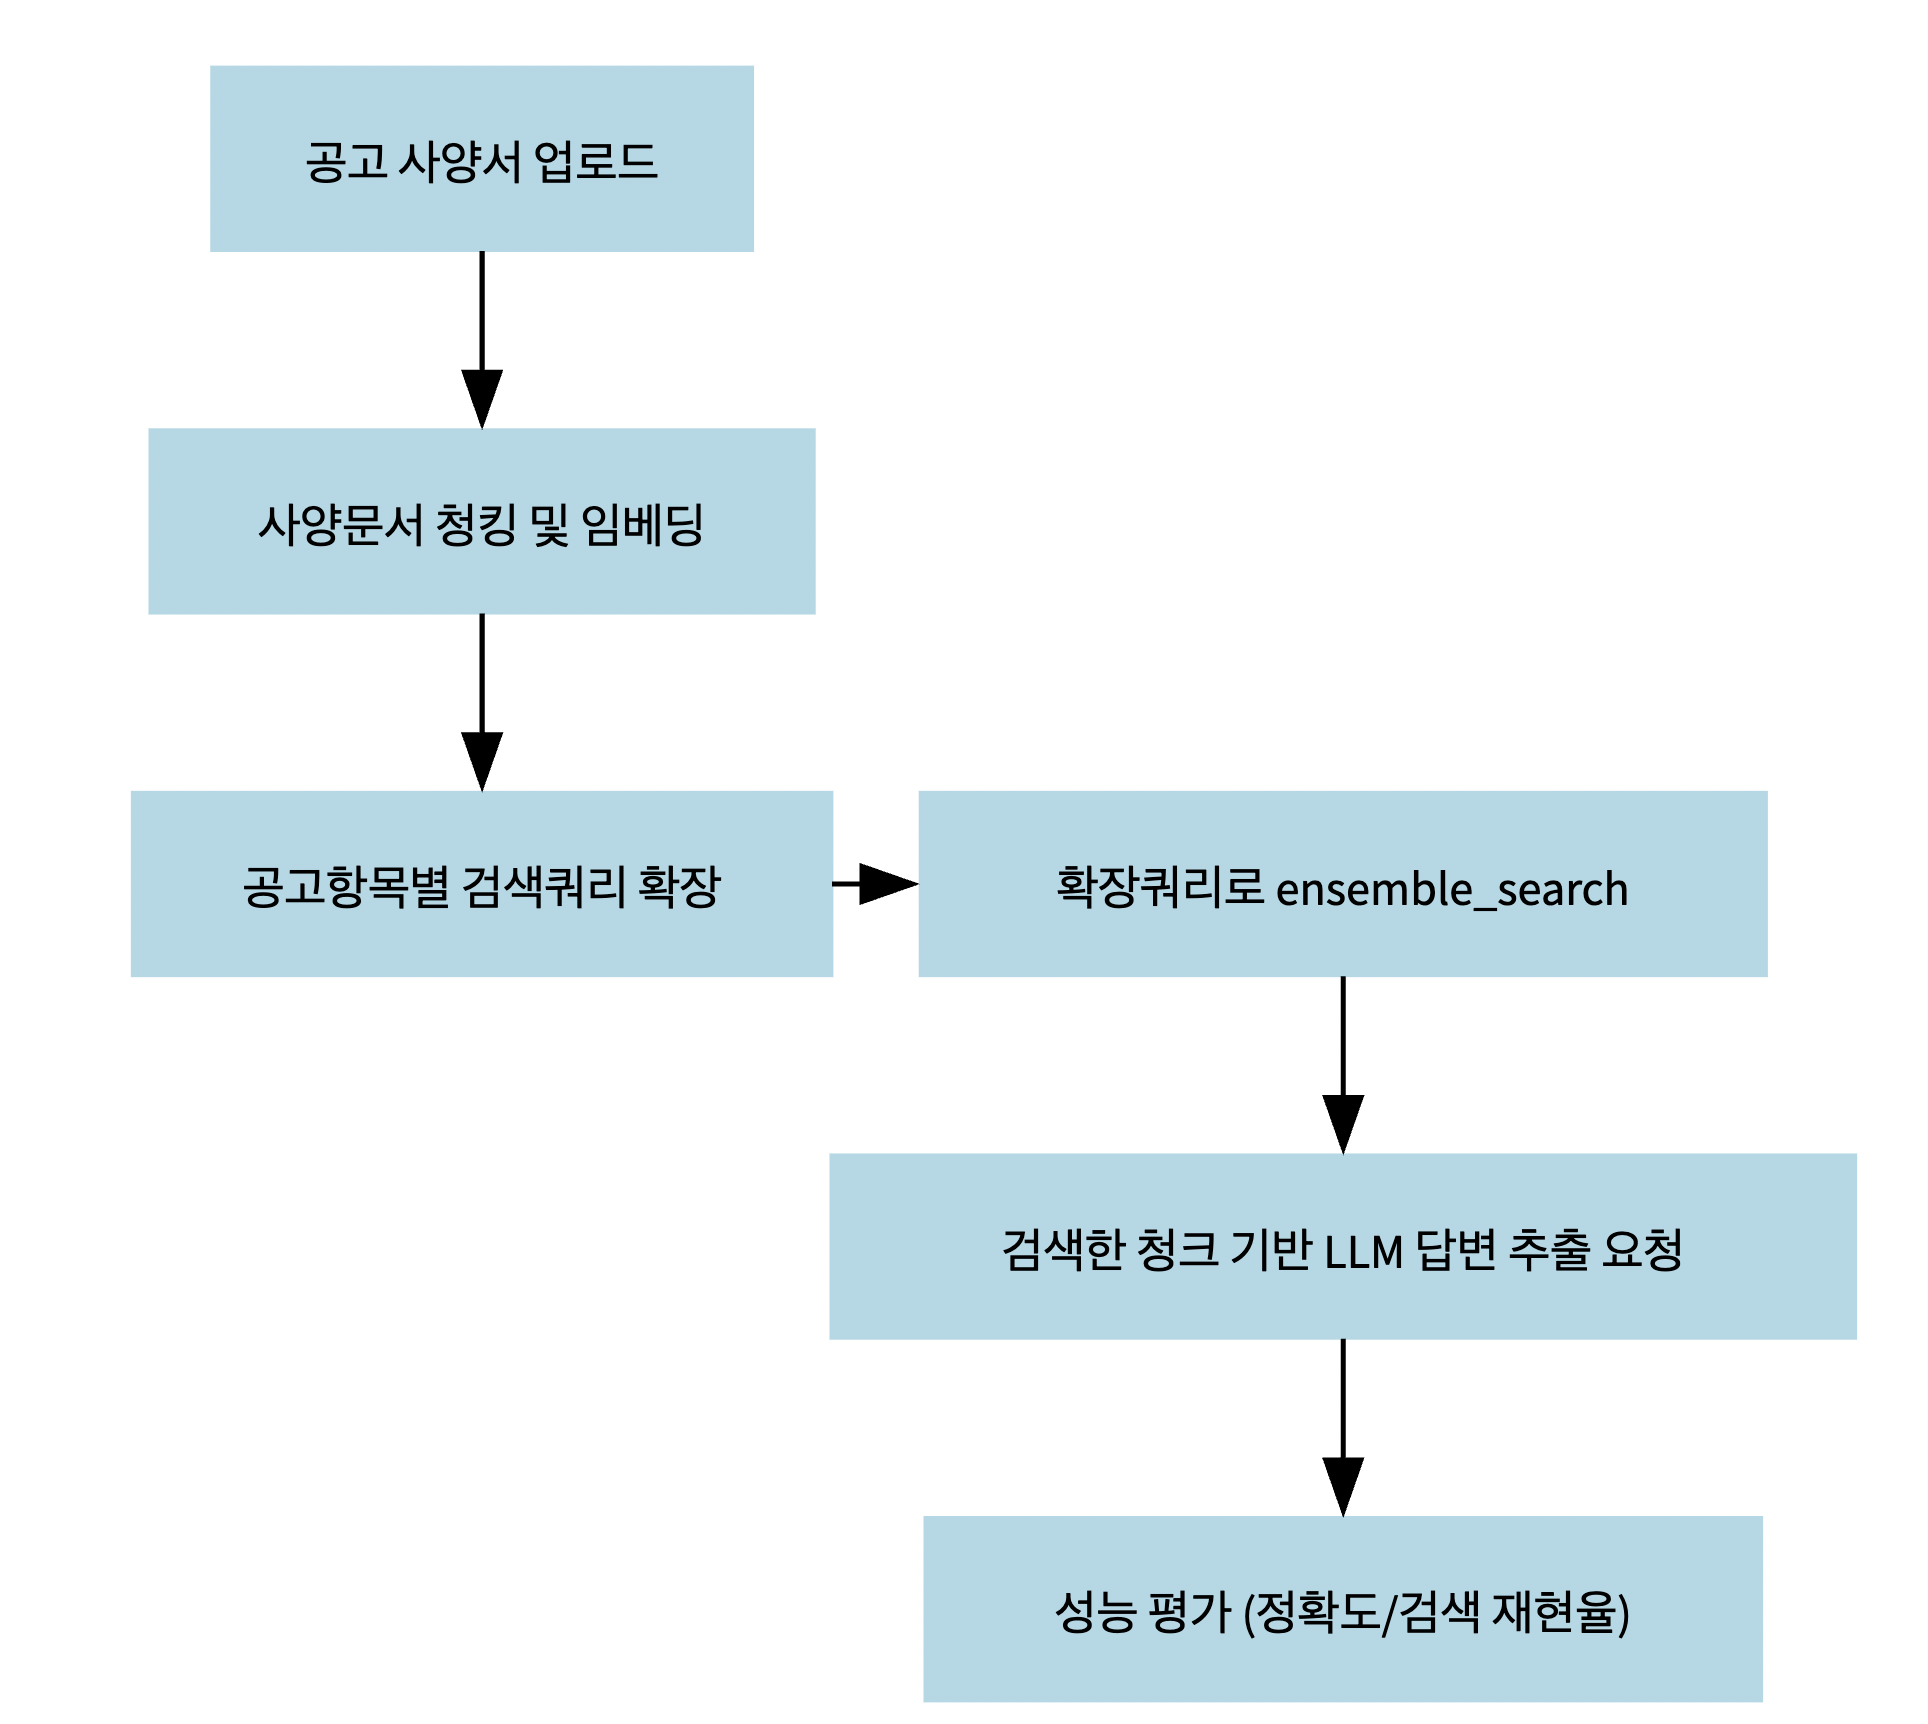 공고 사양서 업로드
사양문서 청킹 및 임베딩
공고항목별 검색쿼리 확장
확장쿼리로 ensemble_search
검색한 청크 기반 LLM 답변 추출 요청
성능 평가 (정확도/검색 재현율)